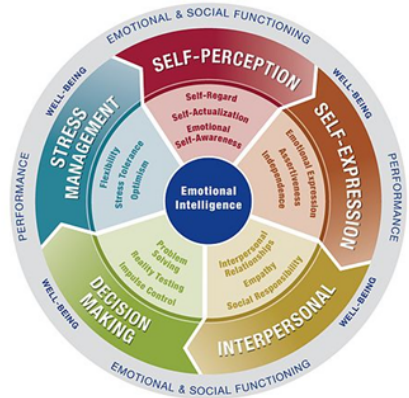 EMOTIONAL & SOCIAL FUNCTIONING
WELL-BEING
WELL-BEING
PERFORMANCE
PERFORMANCE
SELF-PERCEPTION
Self-Regard
Self-Actualization
Emotional
Self-Awareness
SELF-EXPRESSION
Emotional Expression
Assertiveness
Independence
INTERPERSONAL
Interpersonal
Relationships
Empathy
Social Responsibility
DECISION
MAKING
Problem
Solving
Reality Testing
Impulse Control
STRESS
MANAGEMENT
Flexibility
Stress Tolerance
Optimism
Emotional
Intelligence
WELL-BEING
WELL-BEING
EMOTIONAL & SOCIAL FUNCTIONING